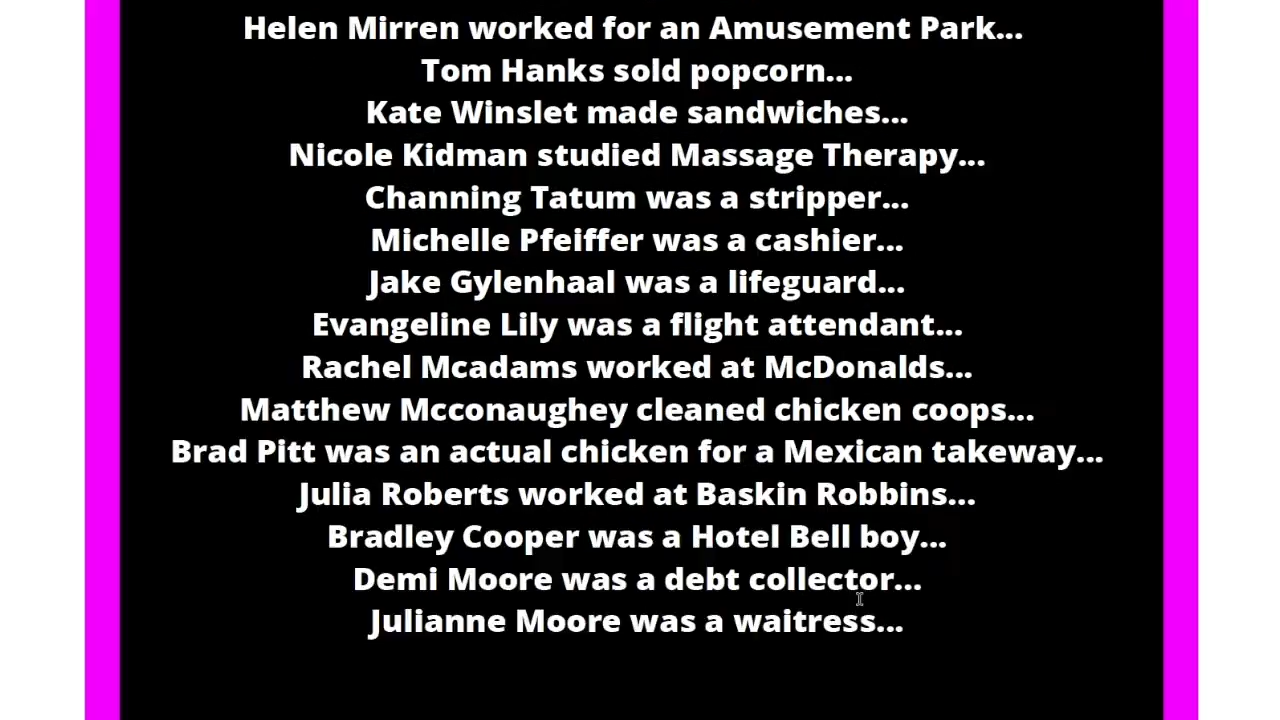 Helen Mirren worked for an Amusement Park...
Tom Hanks sold popcorn...
Kate Winslet made sandwiches...
Nicole Kidman studied Massage Therapy...
Channing Tatum was a stripper...
Michelle Pfeiffer was a cashier...
Jake Gylenhaal was a lifeguard...
Evangeline Lily was a flight attendant...
Rachel Mcadams worked at McDonalds...
Matthew Mcconaughey cleaned chicken coops...
Brad Pitt was an actual chicken for a Mexican takeway...
Julia Roberts worked at Baskin Robbins...
Bradley Cooper was a Hotel Bell boy...
Demi Moore was a debt collector...
Julianne Moore was a waitress...